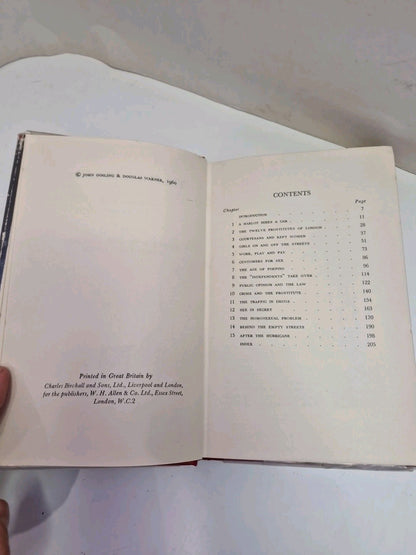 © JOHN GOSLING & DOUGLAS WARNER, 1960
Printed in Great Britain by
Charles Birchall and Sons, Ltd., Liverpool and London,
for the publishers, W. H. Allen & Co. Ltd., Essex Street,
London, W.C.2
CONTENTS
Chapter Page
INTRODUCTION 7
1 A HARLOT HIRES A CAR 11
2 THE TWELVE PROSTITUTES OF LONDON 28
3 COURTESANS AND KEPT WOMEN 37
4 GIRLS ON AND OFF THE STREETS 51
5 WORK, PLAY AND PAY 73
6 CUSTOMERS FOR SEX 86
7 THE AGE OF PIMPING 96
8 THE "INDEPENDENTS" TAKE OVER 114
9 PUBLIC OPINION AND THE LAW 122
10 CRIME AND THE PROSTITUTE 140
11 THE TRAFFIC IN EROTIA 154
12 SEX IN SECRET 163
13 THE HOMOSEXUAL PROBLEM 130
14 BEHIND THE EMPTY STREETS 190
15 AFTER THE HURRICANE 198
INDEX 205